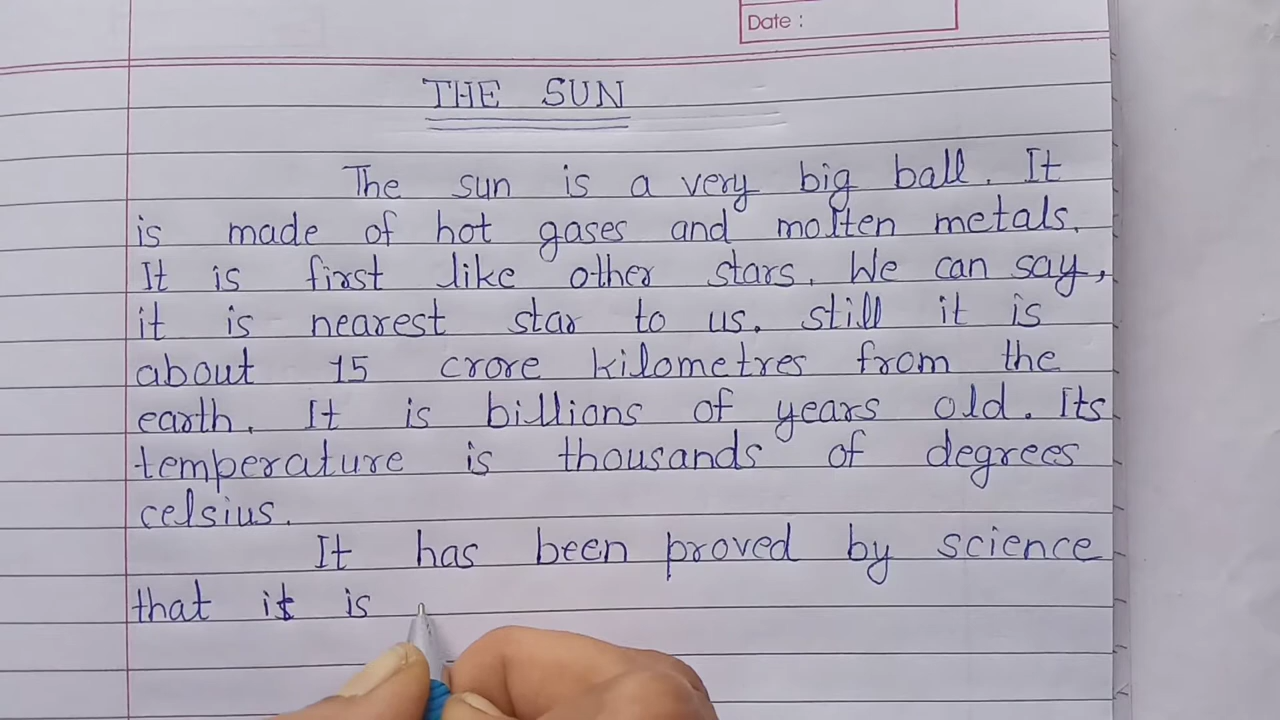 Date :
THE SUN
The sun is a very big ball. It
is made of hot gases and molten metals.
It is first like other stars. We can say,
it is nearest star to us. still it is
about 15 crore kilometres from the
earth. It is billions of years old. Its
temperature is thousands of degrees
celsius.
It has been proved by science
that it is